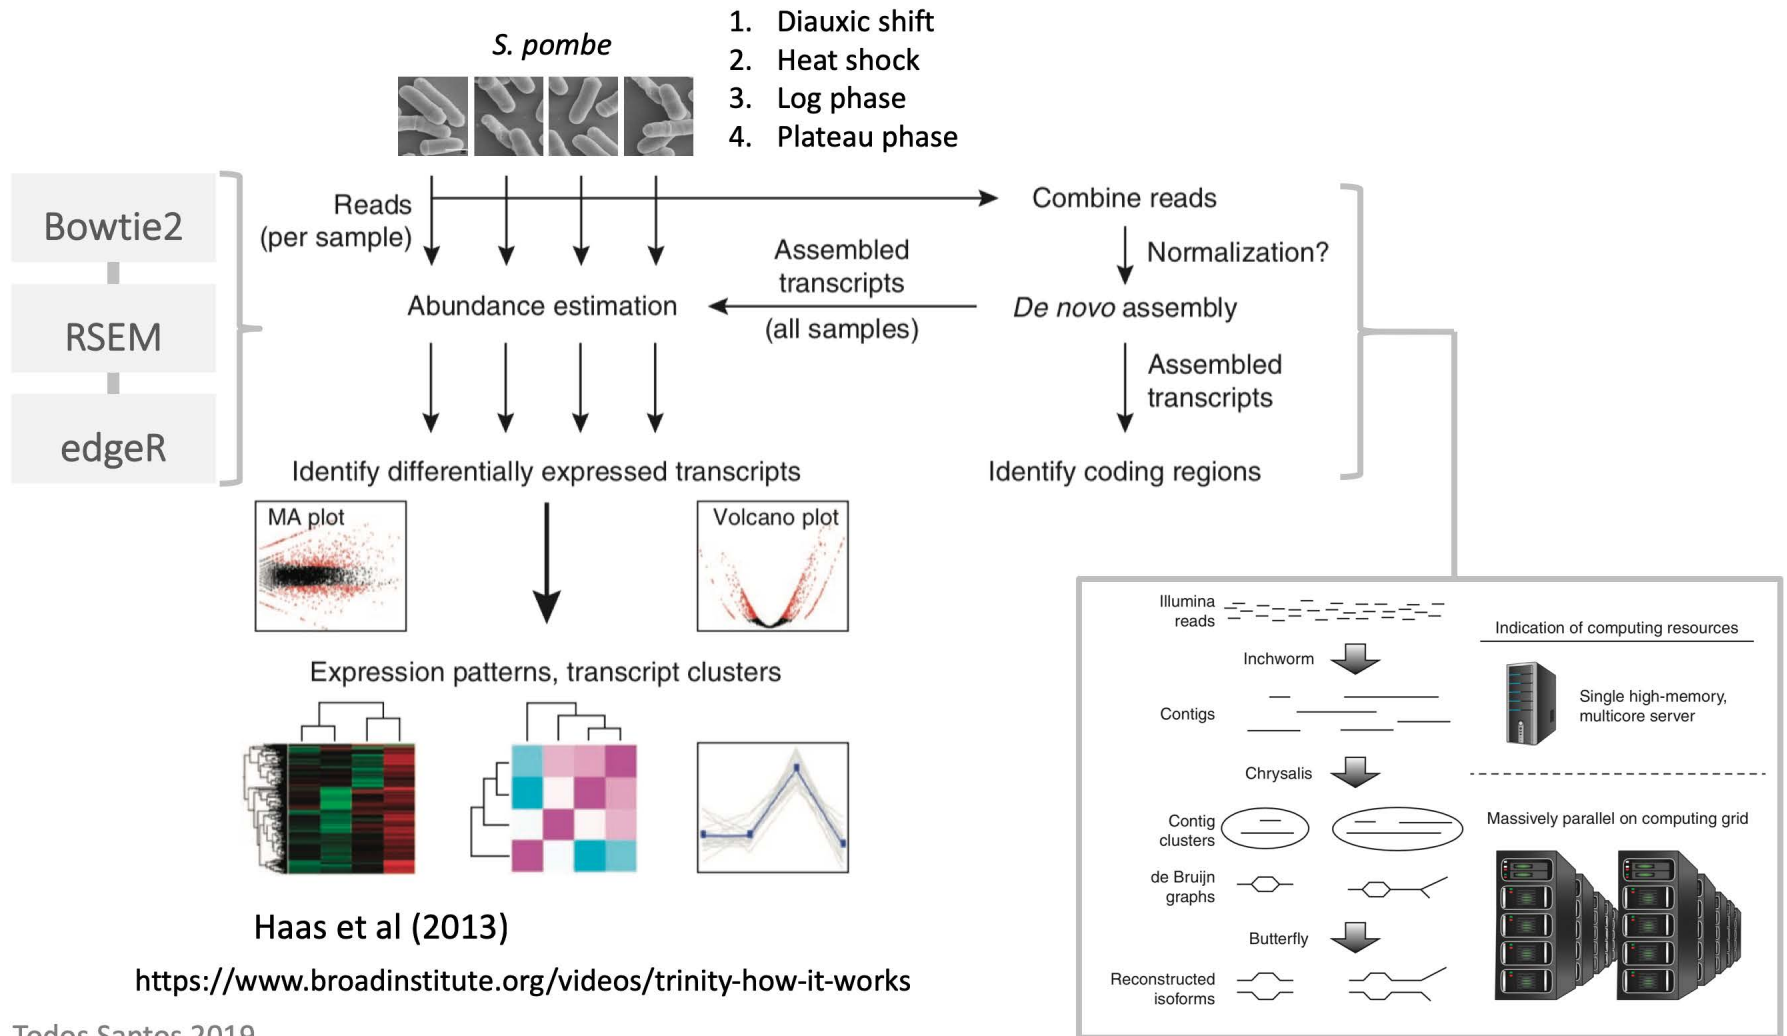 S. pombe
1. Diauxic shift
2. Heat shock
3. Log phase
4. Plateau phase
Bowtie2
RSEM
edgeR
Reads
(per sample)
Combine reads
Normalization?
Assembled
transcripts
(all samples)
Abundance estimation
De novo assembly
Assembled
transcripts
Identify differentially expressed transcripts
Identify coding regions
MA plot
Volcano plot
Expression patterns, transcript clusters
Haas et al (2013)
https://www.broadinstitute.org/videos/trinity-how-it-works
Todos Santos 2019
Illumina
reads
Inchworm
Contigs
Chrysalis
Contig
clusters
de Bruijn
graphs
Butterfly
Reconstructed
isoforms
Indication of computing resources
Single high-memory,
multicore server
Massively parallel on computing grid